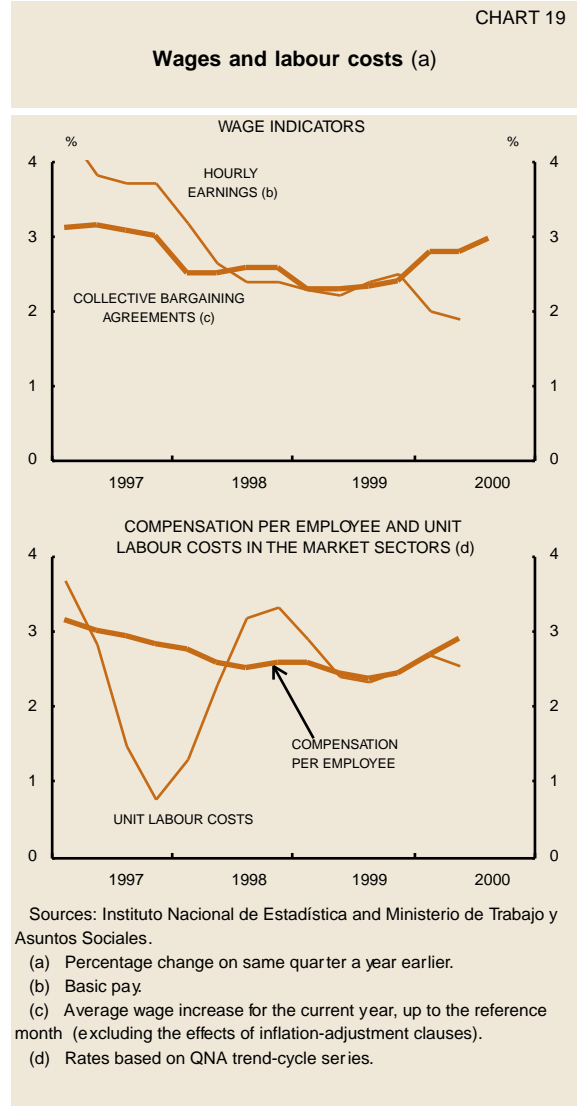 CHART 19
Wages and labour costs (a)
WAGE INDICATORS
% %
4 4
HOURLY
EARNINGS (b)
3 3
COLLECTIVE BARGAINING
AGREEMENTS (c)
2 2
1 1
0 0
1997 1998 1999 2000
COMPENSATION PER EMPLOYEE AND UNIT
LABOUR COSTS IN THE MARKET SECTORS (d)
4 4
3 3
2 2
COMPENSATION
PER EMPLOYEE
1 1
UNIT LABOUR COSTS
0 0
1997 1998 1999 2000
Sources: Instituto Nacional de Estadística and Ministerio de Trabajo y
Asuntos Sociales.
(a) Percentage change on same quarter a year earlier.
(b) Basic pay.
(c) Average wage increase for the current year, up to the reference
month (excluding the effects of inflation-adjustment clauses).
(d) Rates based on QNA trend-cycle series.